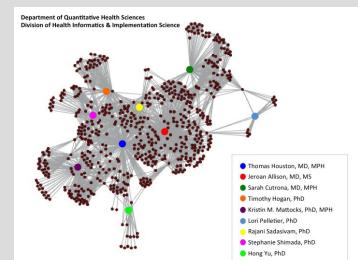 Department of Quantitative Health Sciences
Division of Health Informatics & Implementation Science
Thomas Houston, MD, MPH
Jeroan Allison, MD, MS
Sarah Cutrona, MD, MPH
Timothy Hogan, PhD
Kristin M. Mattocks, PhD, MPH
Lori Pelletier, PhD
Rajani Sadasivam, PhD
Stephanie Shimada, PhD
Hong Yu, PhD